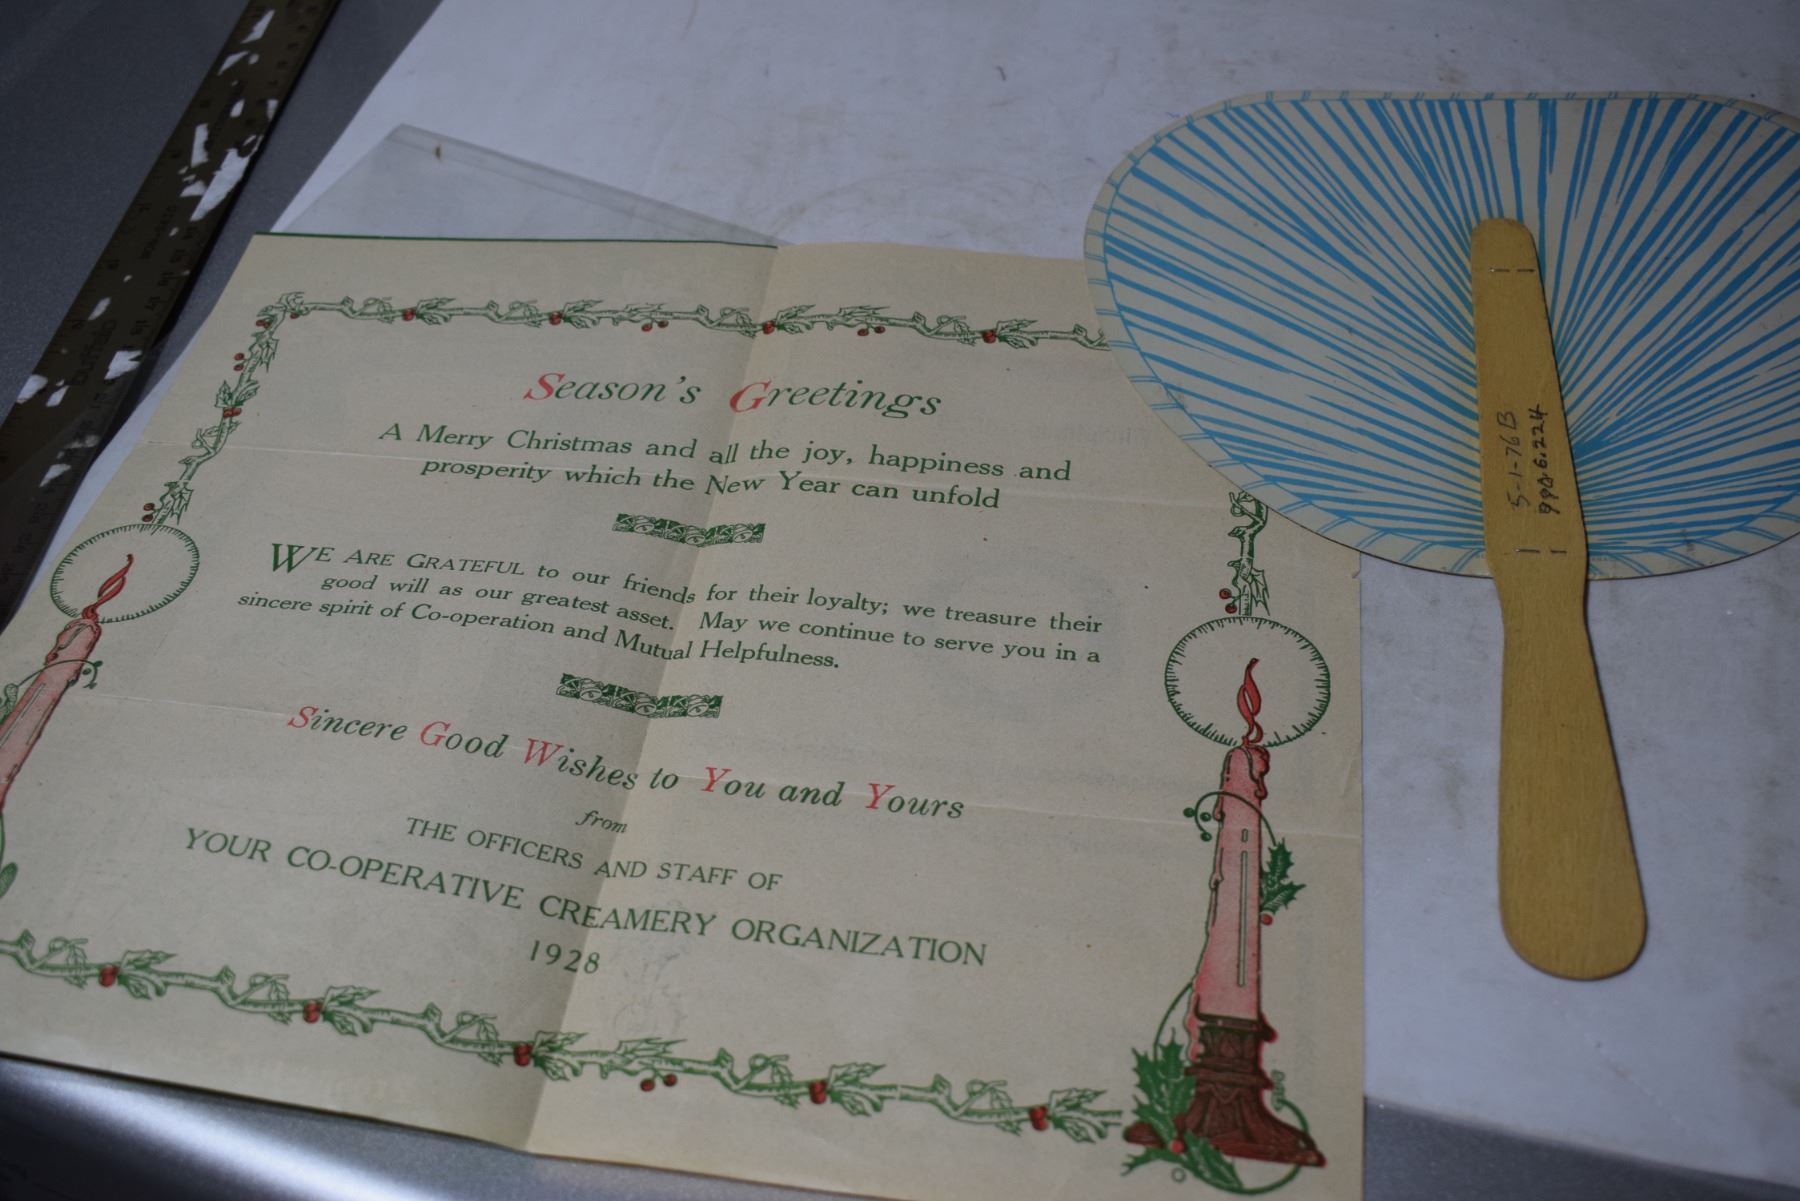 Season's Greetings
A Merry Christmas and all the joy, happiness and
prosperity which the New Year can unfold
WE ARE GRATEFUL to our friends for their loyalty; we treasure their
good will as our greatest asset. May we continue to serve you in a
sincere spirit of Co-operation and Mutual Helpfulness.
Sincere Good Wishes to You and Yours
from
THE OFFICERS AND STAFF OF
YOUR CO-OPERATIVE CREAMERY ORGANIZATION
1928
5-1-76B
990.6.224